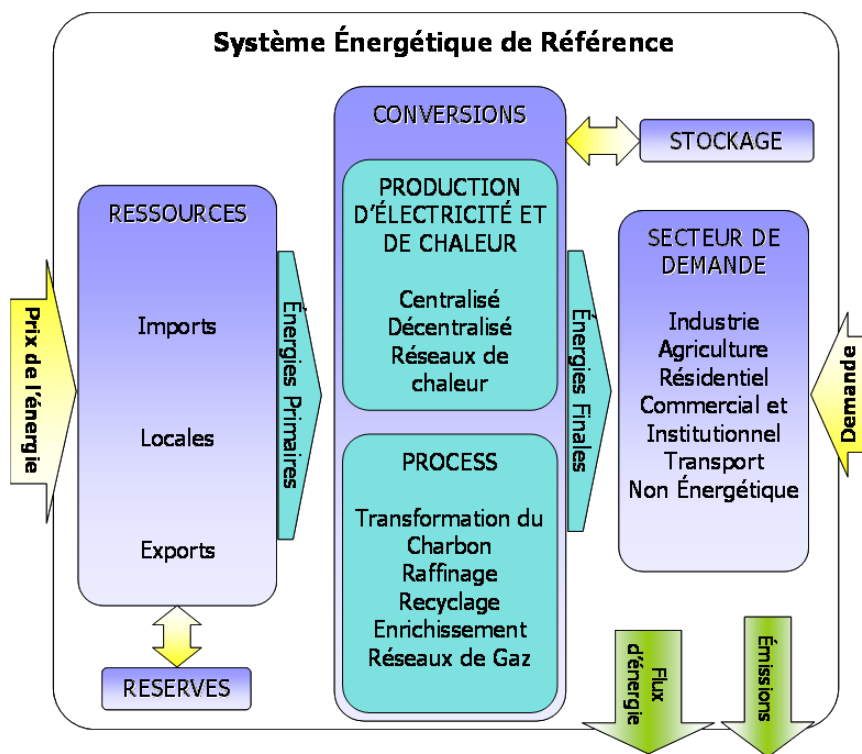 Système Énergétique de Référence
CONVERSIONS
STOCKAGE
PRODUCTION
D'ÉLECTRICITÉ ET
DE CHALEUR
Centralisé
Décentralisé
Réseaux de
chaleur
RESSOURCES
Imports
Locales
Exports
SECTEUR DE
DEMANDE
Industrie
Agriculture
Résidentiel
Commercial et
Institutionnel
Transport
Non Énergétique
Prix de l'énergie
Énergies Primaires
Énergies Finales
Demande
PROCESS
Transformation du
Charbon
Raffinage
Recyclage
Enrichissement
Réseaux de Gaz
RESERVES
Flux
d'énergie
Émissions